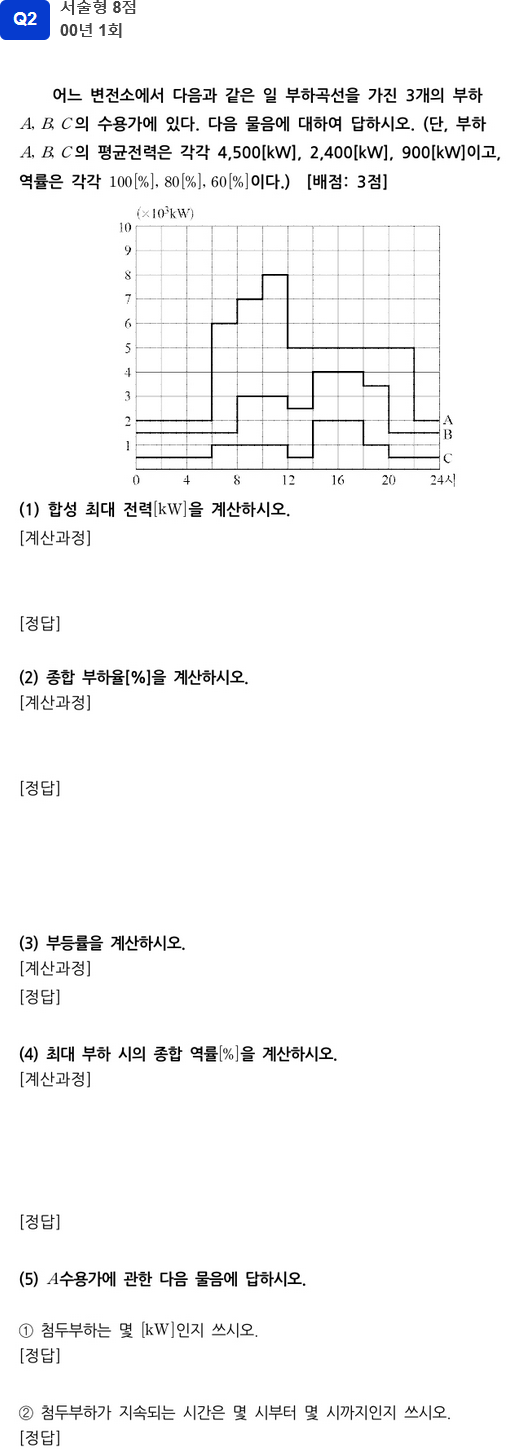 Q2
서술형 8점
00년 1회
어느 변전소에서 다음과 같은 일 부하곡선을 가진 3개의 부하
A, B, C의 수용가에 있다. 다음 물음에 대하여 답하시오. (단, 부하
A, B, C의 평균전력은 각각 4,500[kW], 2,400[kW], 900[kW]이고,
역률은 각각 100[%], 80[%], 60[%]이다.) [배점: 3점]
(×10³kW)
10
9
8
7
6
5
4
3
2
1
A
B
C
0 4 8 12 16 20 24시
(1) 합성 최대 전력[kW]을 계산하시오.
[계산과정]
[정답]
(2) 종합 부하율[%]을 계산하시오.
[계산과정]
[정답]
(3) 부등률을 계산하시오.
[계산과정]
[정답]
(4) 최대 부하 시의 종합 역률[%]을 계산하시오.
[계산과정]
[정답]
(5) A수용가에 관한 다음 물음에 답하시오.
① 첨두부하는 몇 [kW]인지 쓰시오.
[정답]
② 첨두부하가 지속되는 시간은 몇 시부터 몇 시까지인지 쓰시오.
[정답]